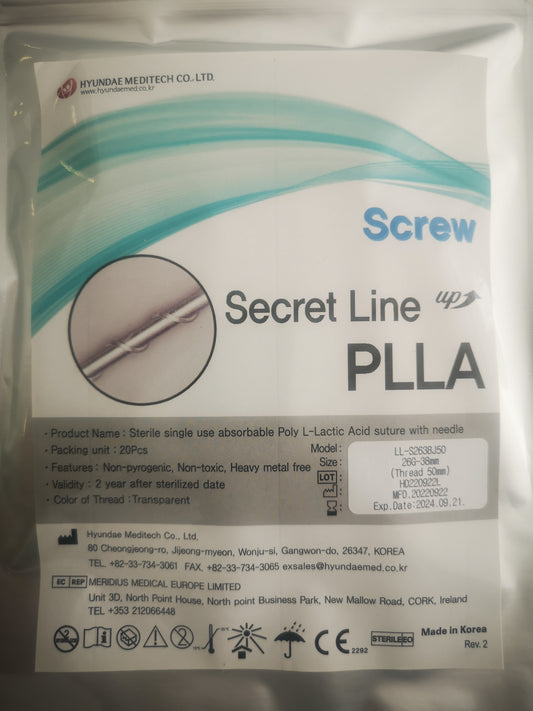 HYUNDAE MEDITECH CO., LTD.
www.hyundaemed.co.kr
Screw
Secret Line up
PLLA
· Product Name : Sterile single use absorbable Poly L-Lactic Acid suture with needle
· Packing unit : 20Pcs
· Features : Non-pyrogenic, Non-toxic, Heavy metal free
· Validity : 2 year after sterilized date
· Color of Thread : Transparent
Model :
Size :
LOT :
LL-S2638J50
26G-38mm
(Thread 50mm)
HD220922L
MFD.20220922
Exp.Date:2024.09.21.
Hyundae Meditech Co., Ltd.
80 Cheongjeong-ro, Jijeong-myeon, Wonju-si, Gangwon-do, 26347, KOREA
TEL. +82-33-734-3061 FAX. +82-33-734-3065 exsales@hyundaemed.co.kr
EC REP MERIDIUS MEDICAL EUROPE LIMITED
Unit 3D, North Point House, North point Business Park, New Mallow Road, CORK, Ireland
TEL +353 212066448
CE 2292 STERILE EO
Made in Korea
Rev. 2